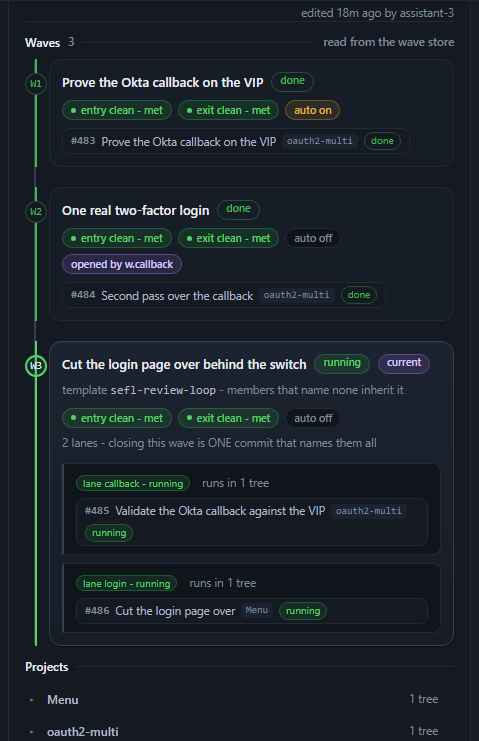 edited 18m ago by assistant-3
Waves 3 read from the wave store
W1 Prove the Okta callback on the VIP done
entry clean - met exit clean - met auto on
#483 Prove the Okta callback on the VIP oauth2-multi done
W2 One real two-factor login done
entry clean - met exit clean - met auto off
opened by w.callback
#484 Second pass over the callback oauth2-multi done
W3 Cut the login page over behind the switch running current
template sefl-review-loop - members that name none inherit it
entry clean - met exit clean - met auto off
2 lanes - closing this wave is ONE commit that names them all
lane callback - running runs in 1 tree
#485 Validate the Okta callback against the VIP oauth2-multi
running
lane login - running runs in 1 tree
#486 Cut the login page over Menu running
Projects
Menu 1 tree
oauth2-multi 1 tree